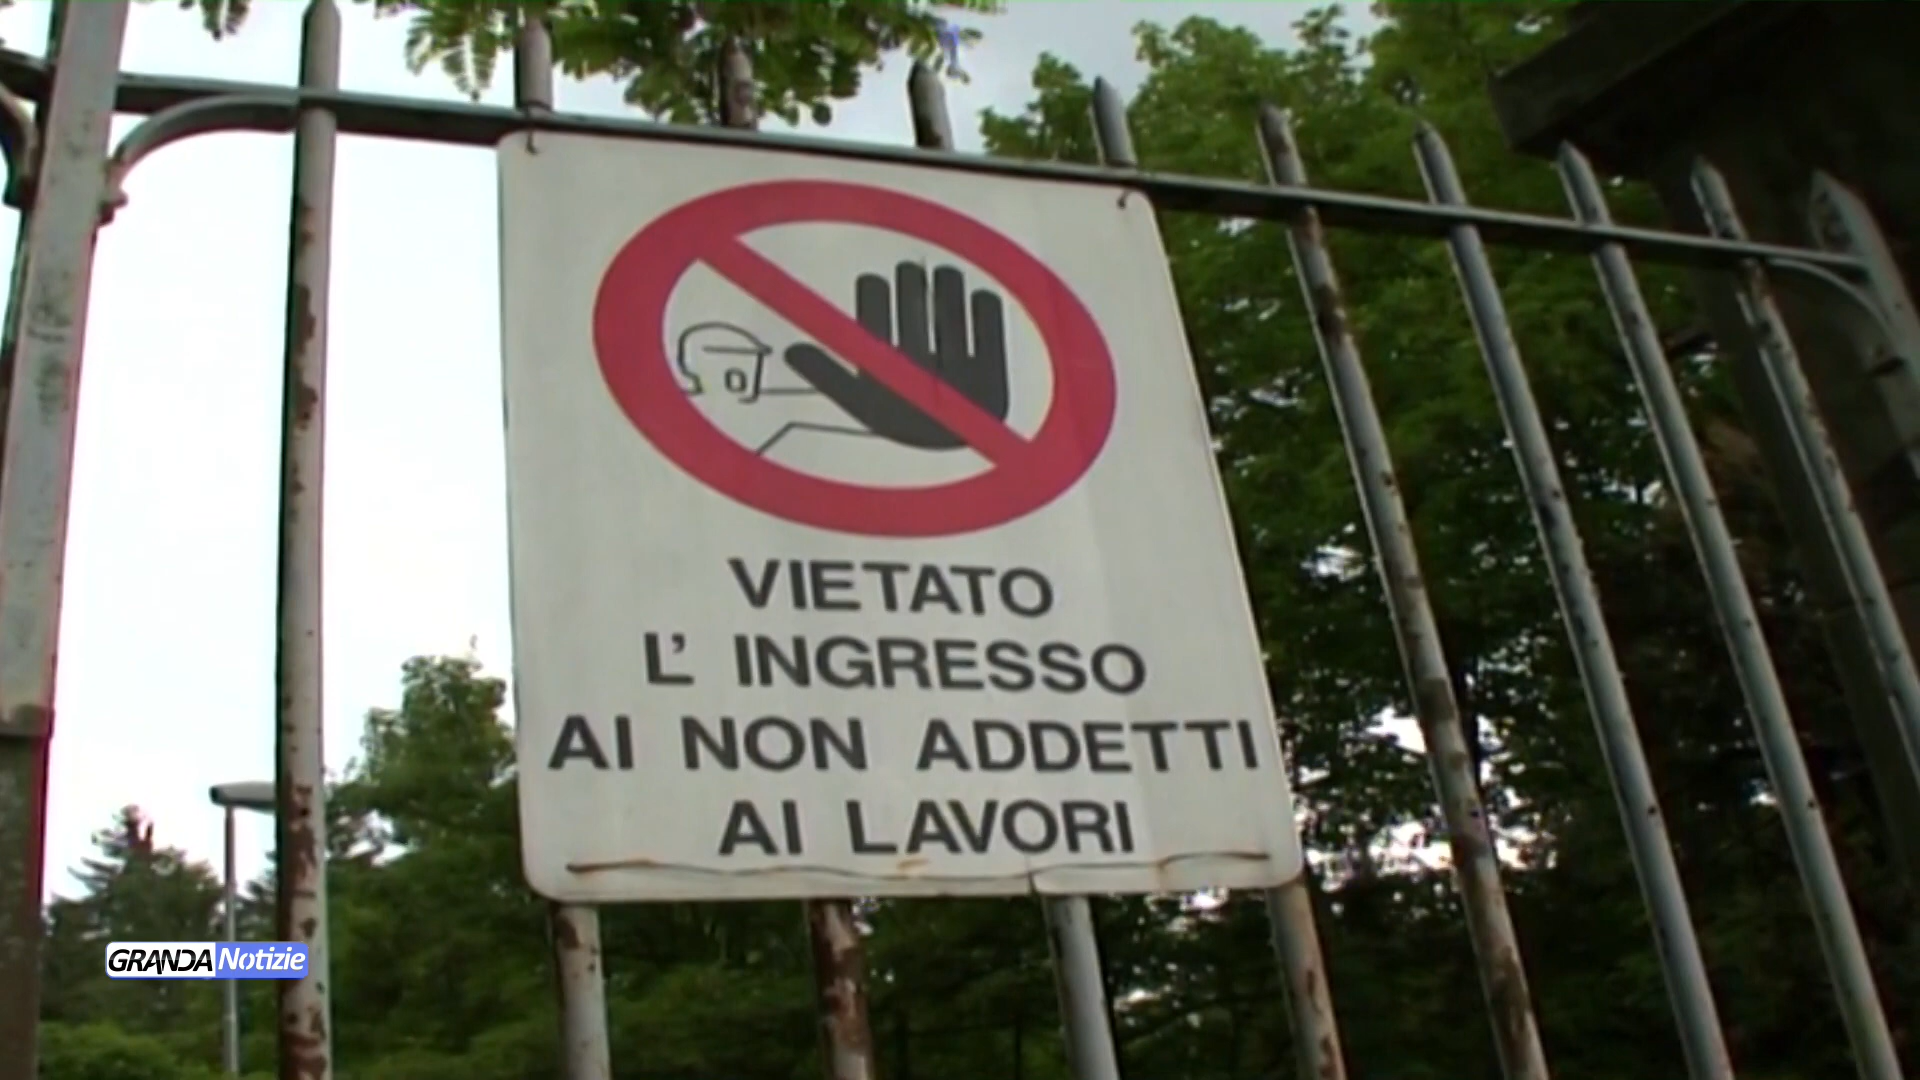 VIETATO
L' INGRESSO
AI NON ADDETTI
AI LAVORI
GRANDA Notizie